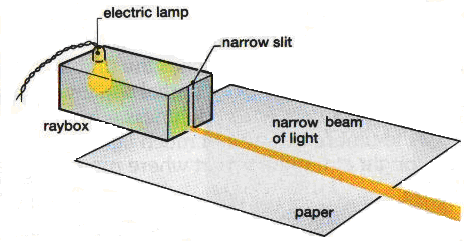 electric lamp
narrow slit
raybox
narrow beam
of light
paper